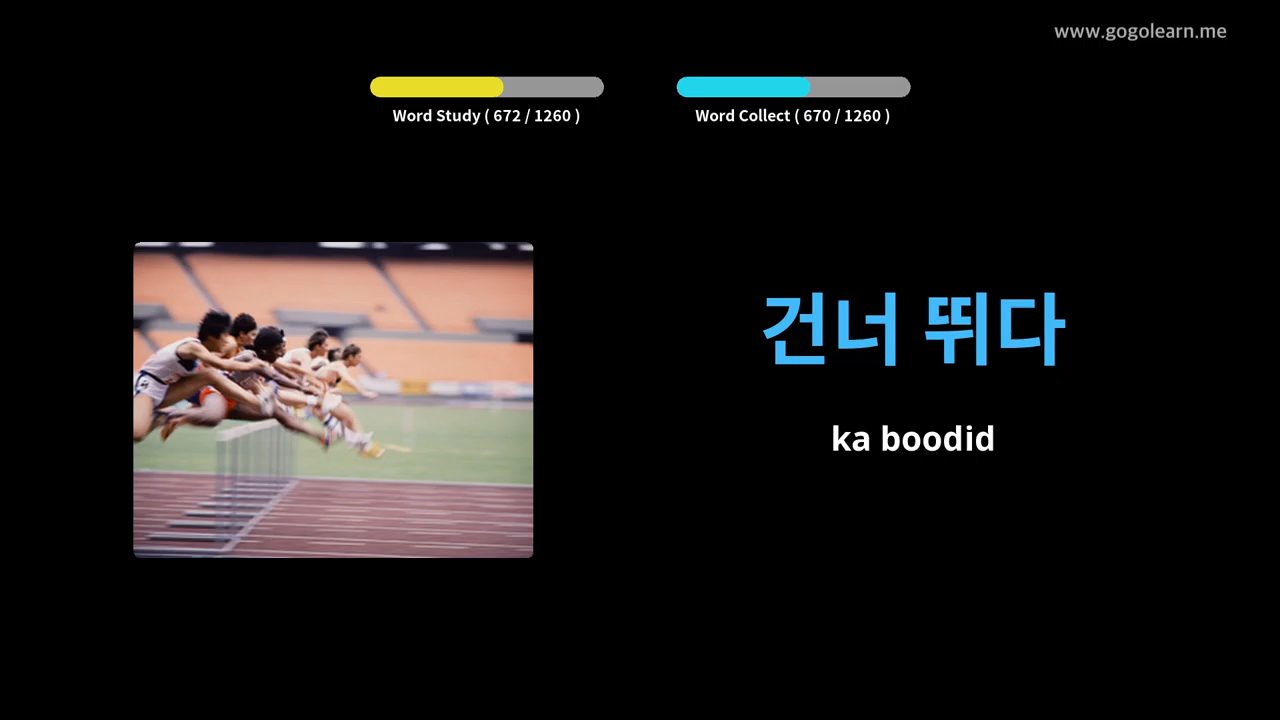 www.gogolearn.me
Word Study ( 672 / 1260 )
Word Collect ( 670 / 1260 )
건너 뛰다
ka boodid